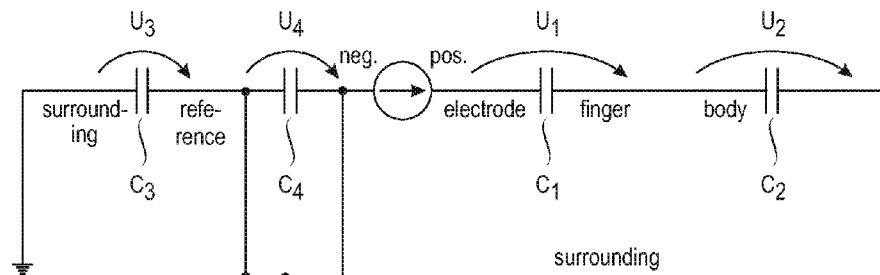 U3 U4 U1 U2
neg. pos.
surround-
ing
refe-
rence
electrode finger body
C3 C4 C1 C2
surrounding